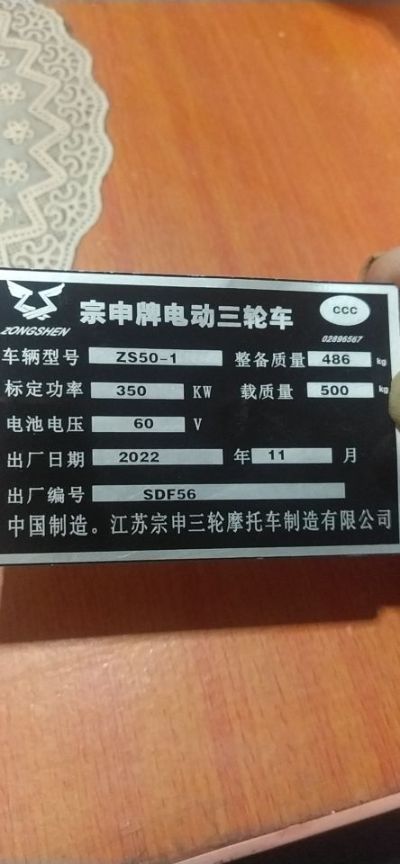 ZONGSHEN
宗申牌电动三轮车
CCC
02896567
车辆型号 ZS50-1 整备质量 486 kg
标定功率 350 KW 载质量 500 kg
电池电压 60 V
出厂日期 2022 年 11 月
出厂编号 SDF56
中国制造。江苏宗申三轮摩托车制造有限公司